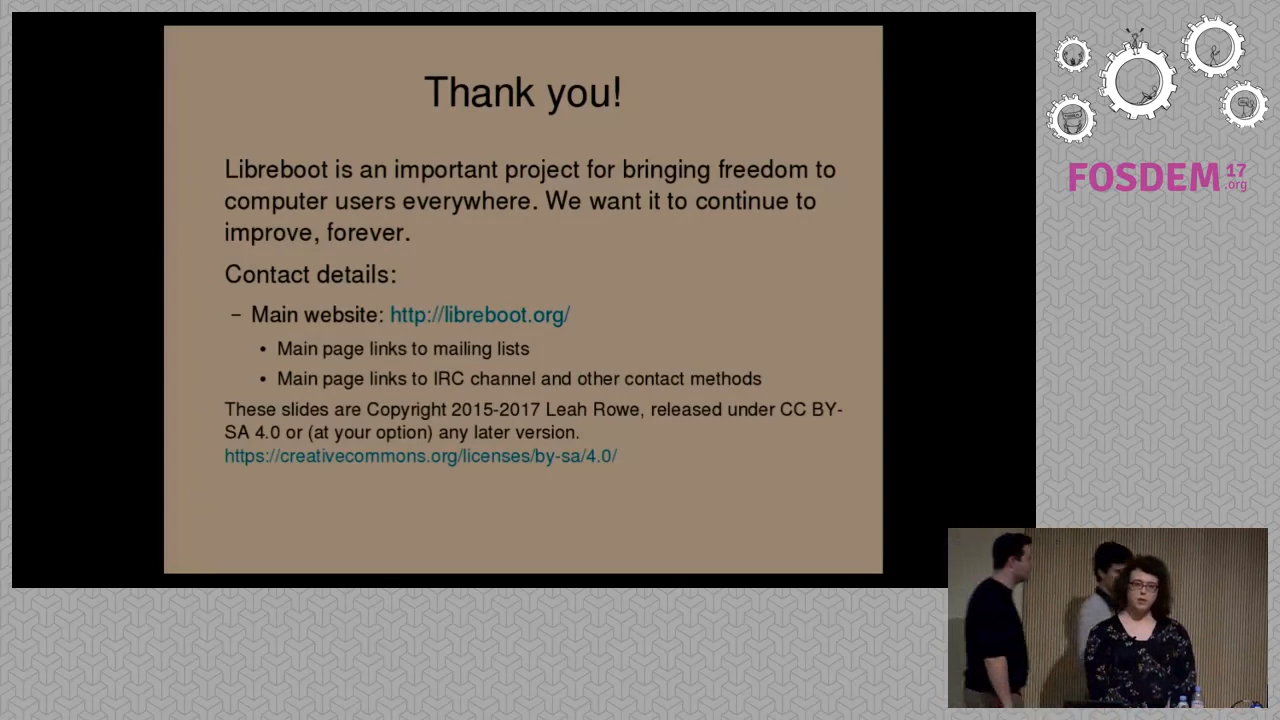 Thank you!
Libreboot is an important project for bringing freedom to
computer users everywhere. We want it to continue to
improve, forever.
Contact details:
– Main website: http://libreboot.org/
• Main page links to mailing lists
• Main page links to IRC channel and other contact methods
These slides are Copyright 2015-2017 Leah Rowe, released under CC BY-
SA 4.0 or (at your option) any later version.
https://creativecommons.org/licenses/by-sa/4.0/
FOSDEM 17
.org